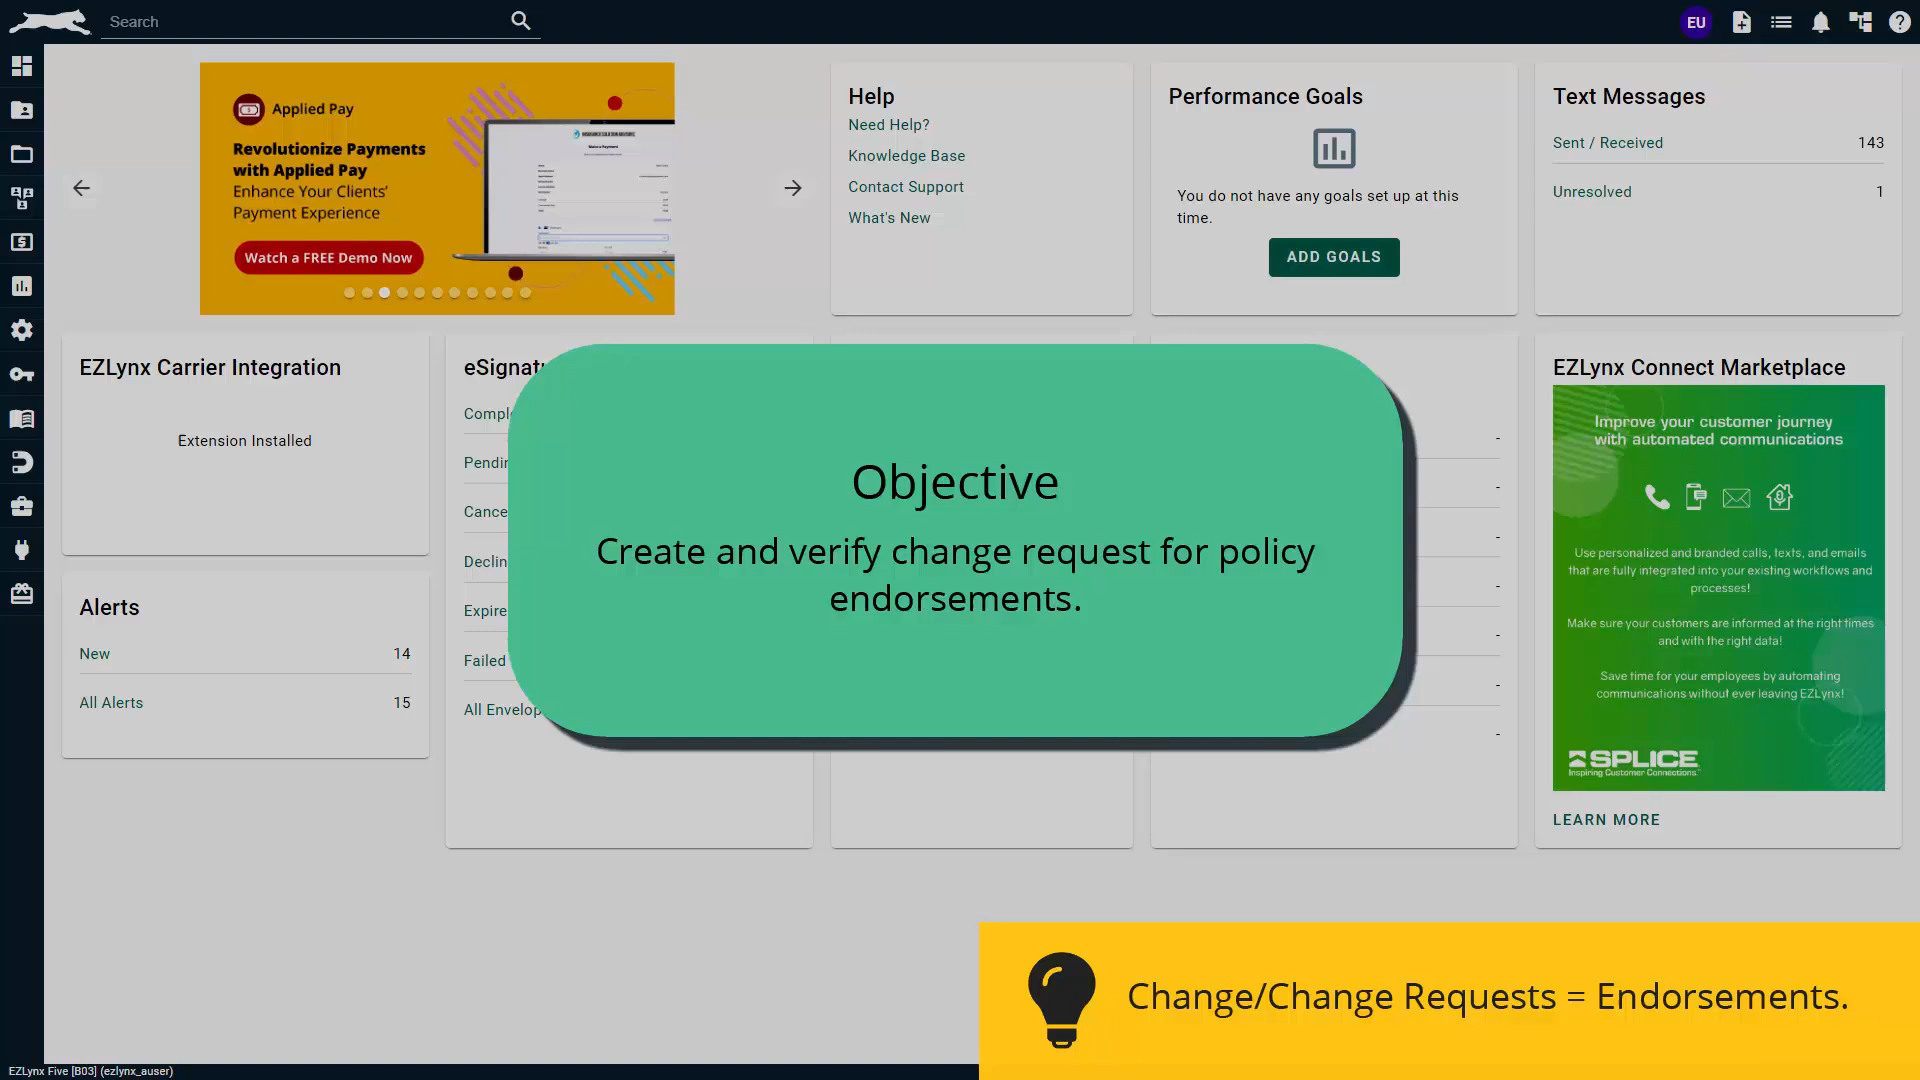 Search
EU
Applied Pay
Revolutionize Payments
with Applied Pay
Enhance Your Clients'
Payment Experience
Watch a FREE Demo Now
Help
Need Help?
Knowledge Base
Contact Support
What's New
Performance Goals
You do not have any goals set up at this
time.
ADD GOALS
Text Messages
Sent / Received 143
Unresolved 1
EZLynx Carrier Integration
Extension Installed
Alerts
New 14
All Alerts 15
eSignatu
Comple
Pendin
Cance
Declin
Expire
Failed
All Envelop
-
-
-
-
-
-
-
Objective
Create and verify change request for policy
endorsements.
EZLynx Connect Marketplace
Improve your customer journey
with automated communications
Use personalized and branded calls, texts, and emails
that are fully integrated into your existing workflows and
processes!
Make sure your customers are informed at the right times
and with the right data!
Save time for your employees by automating
communications without ever leaving EZLynx!
SPLICE
Inspiring Customer Connections.
LEARN MORE
Change/Change Requests = Endorsements.
EZLynx Five [B03] (ezlynx_auser)